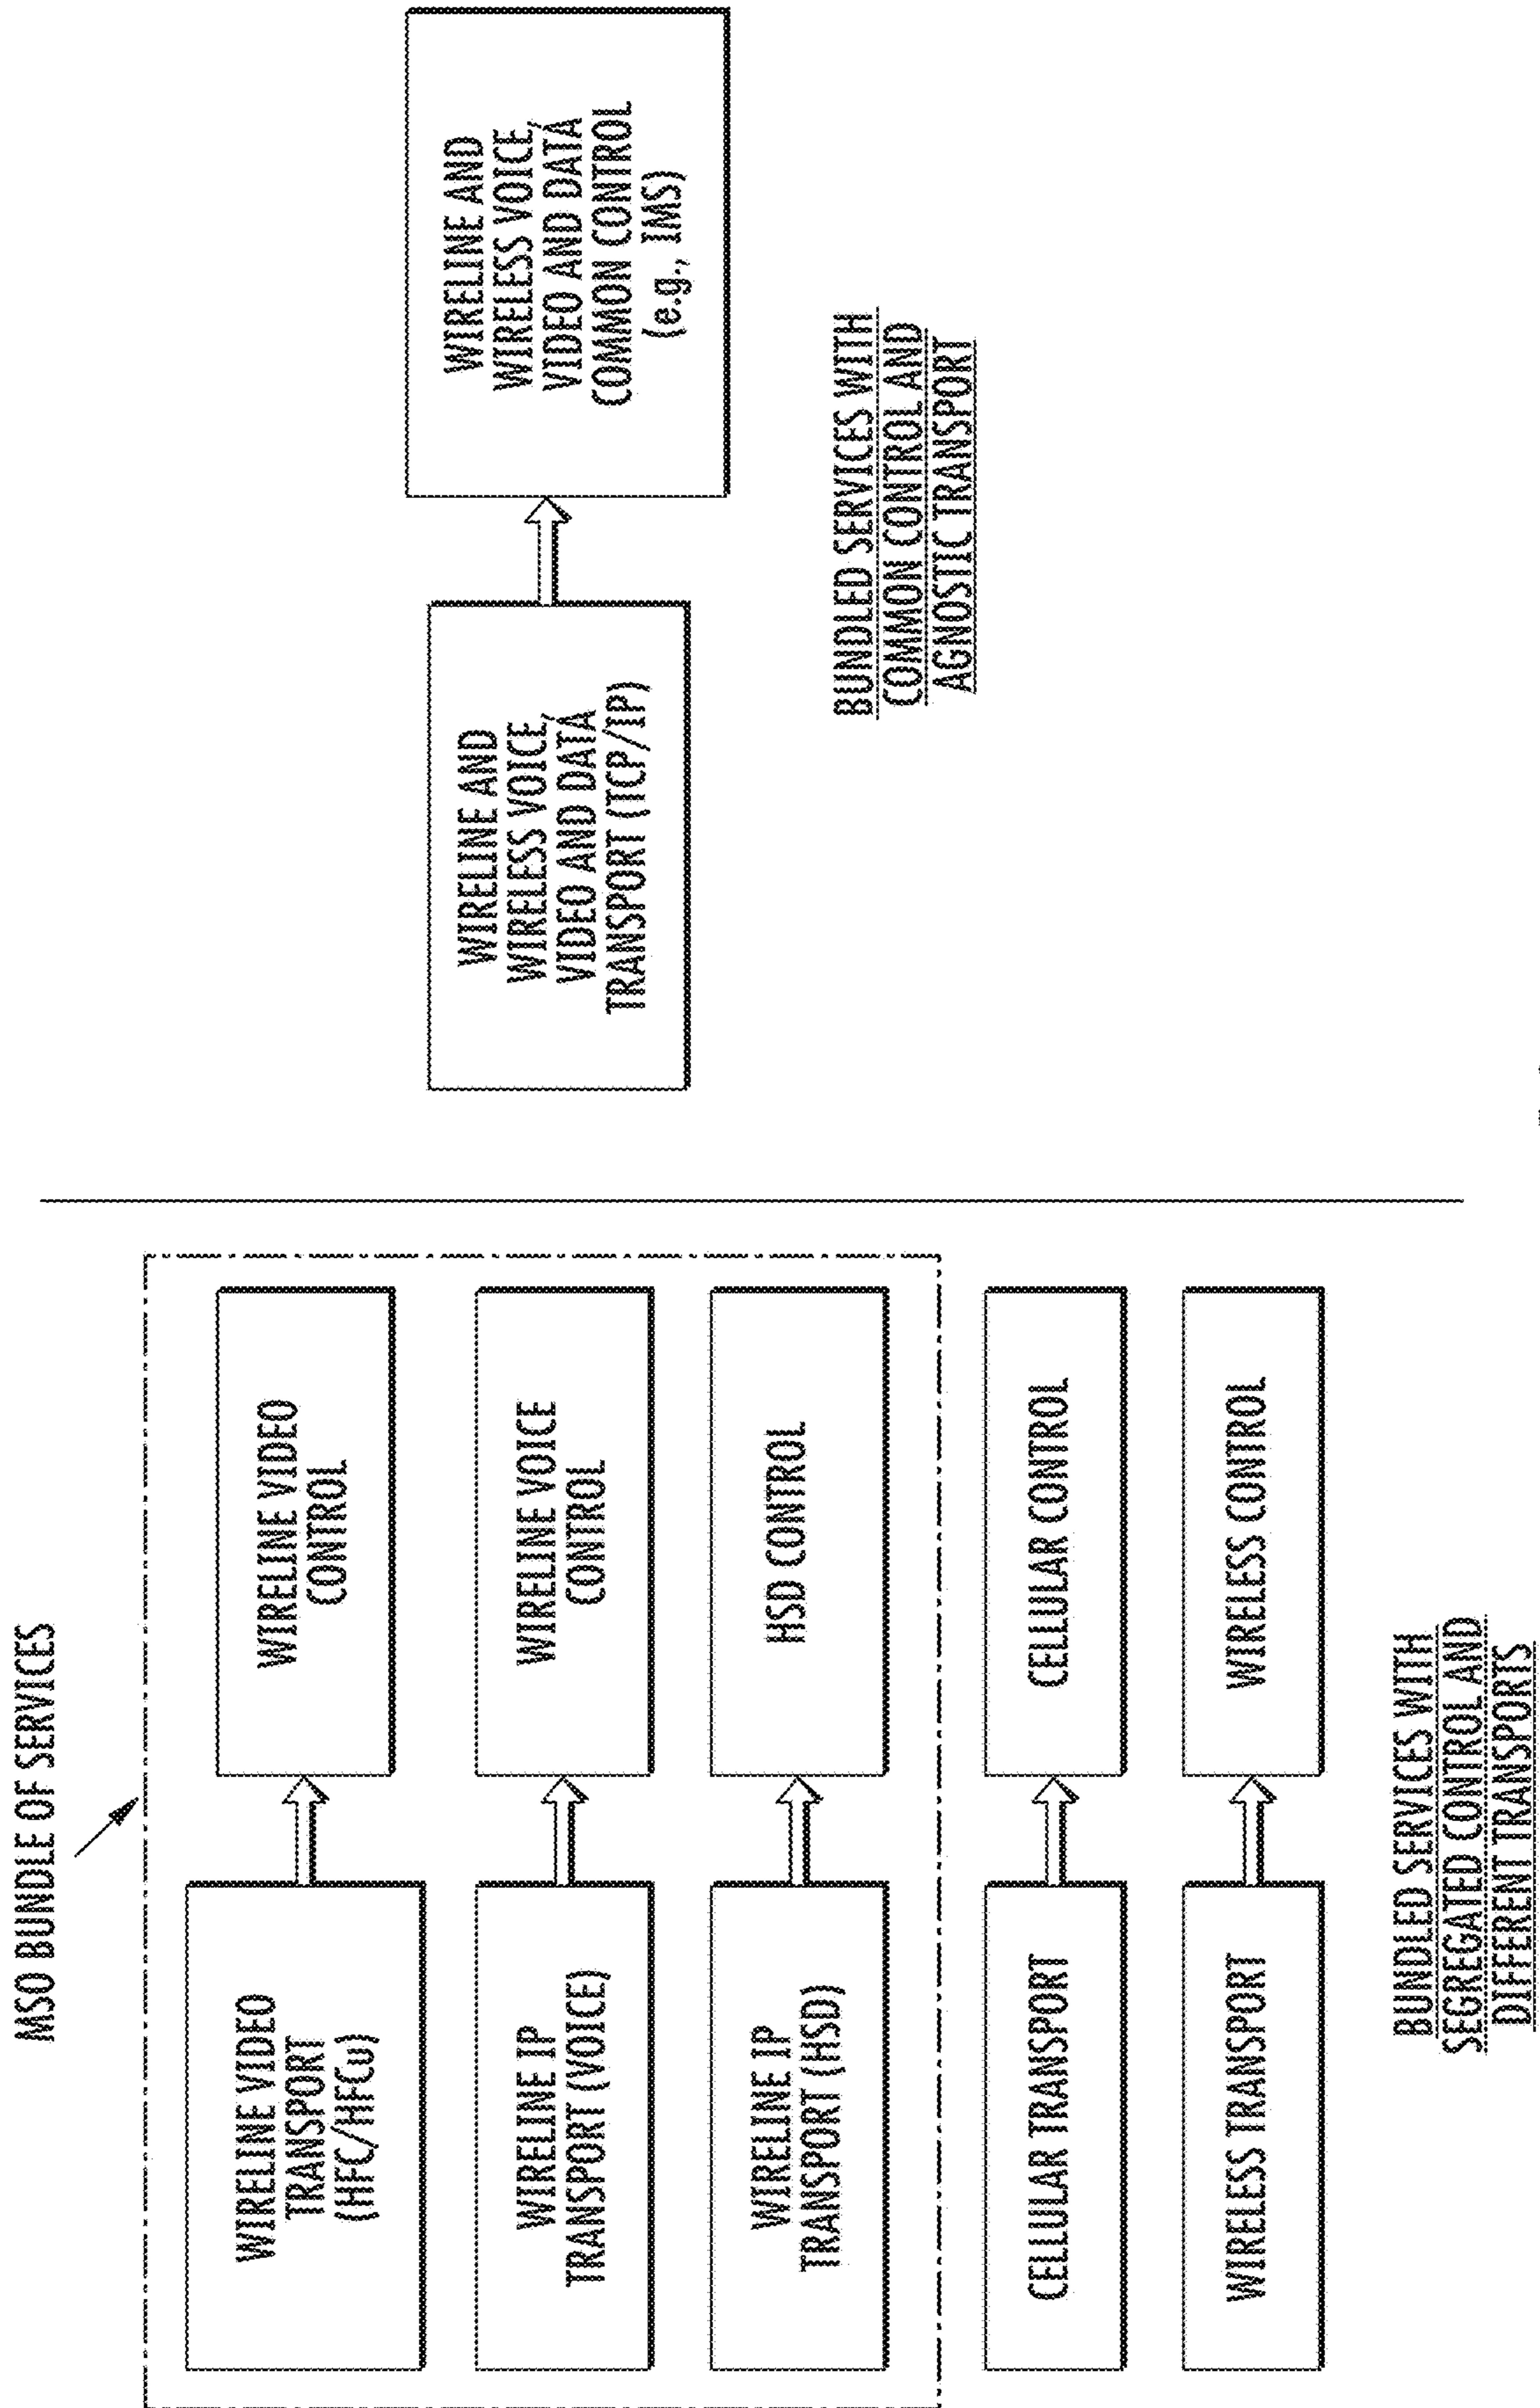 MSO BUNDLE OF SERVICES
WIRELINE VIDEO
TRANSPORT
(HFC/HFCu)
WIRELINE VIDEO
CONTROL
WIRELINE IP
TRANSPORT (VOICE)
WIRELINE VOICE
CONTROL
WIRELINE IP
TRANSPORT (HSD)
HSD CONTROL
CELLULAR TRANSPORT
CELLULAR CONTROL
WIRELESS TRANSPORT
WIRELESS CONTROL
BUNDLED SERVICES WITH
SEGREGATED CONTROL AND
DIFFERENT TRANSPORTS
WIRELINE AND
WIRELESS VOICE,
VIDEO AND DATA
TRANSPORT (TCP/IP)
WIRELINE AND
WIRELESS VOICE,
VIDEO AND DATA
COMMON CONTROL
(e.g., IMS)
BUNDLED SERVICES WITH
COMMON CONTROL AND
AGNOSTIC TRANSPORT